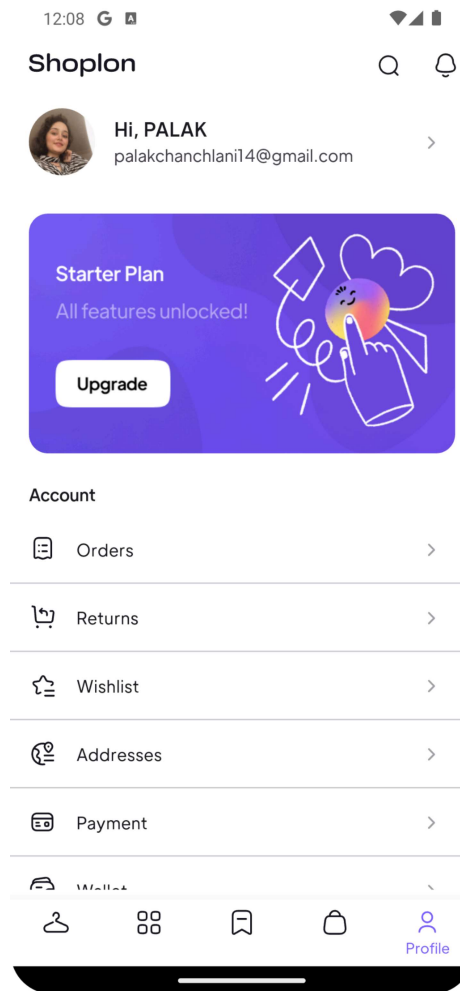 12:08
Shoplon
Hi, PALAK
palakchanchlani14@gmail.com
Starter Plan
All features unlocked!
Upgrade
Account
Orders
Returns
Wishlist
Addresses
Payment
Wallet
Profile